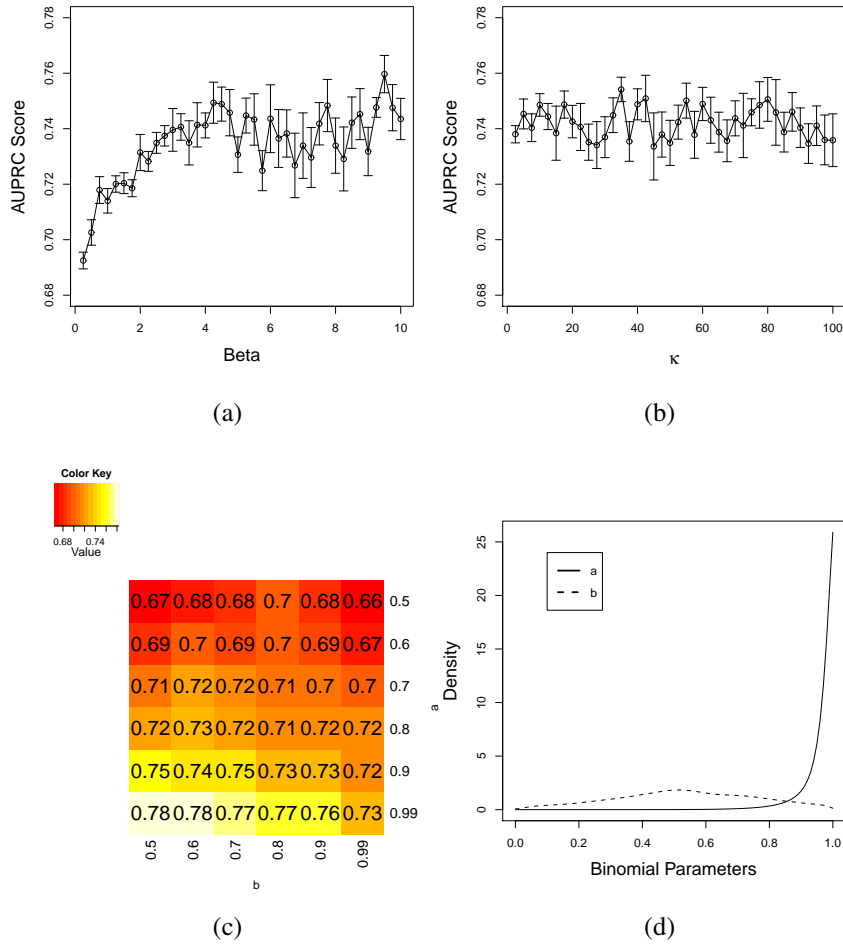 0.78
0.76
0.74
0.72
0.70
0.68
AUPRC Score
0 2 4 6 8 10
Beta
(a)
0.78
0.76
0.74
0.72
0.70
0.68
AUPRC Score
0 20 40 60 80 100
κ
(b)
Color Key
0.68 0.74
Value
0.67 0.68 0.68 0.7 0.68 0.66 0.5
0.69 0.7 0.69 0.7 0.69 0.67 0.6
0.71 0.72 0.72 0.71 0.7 0.7 0.7
0.72 0.73 0.72 0.71 0.72 0.72 0.8
0.75 0.74 0.75 0.73 0.73 0.72 0.9
0.78 0.78 0.77 0.77 0.76 0.73 0.99
0.5 0.6 0.7 0.8 0.9 0.99
b
a
(c)
25
20
15
10
5
0
Density
a
b
0.0 0.2 0.4 0.6 0.8 1.0
Binomial Parameters
(d)